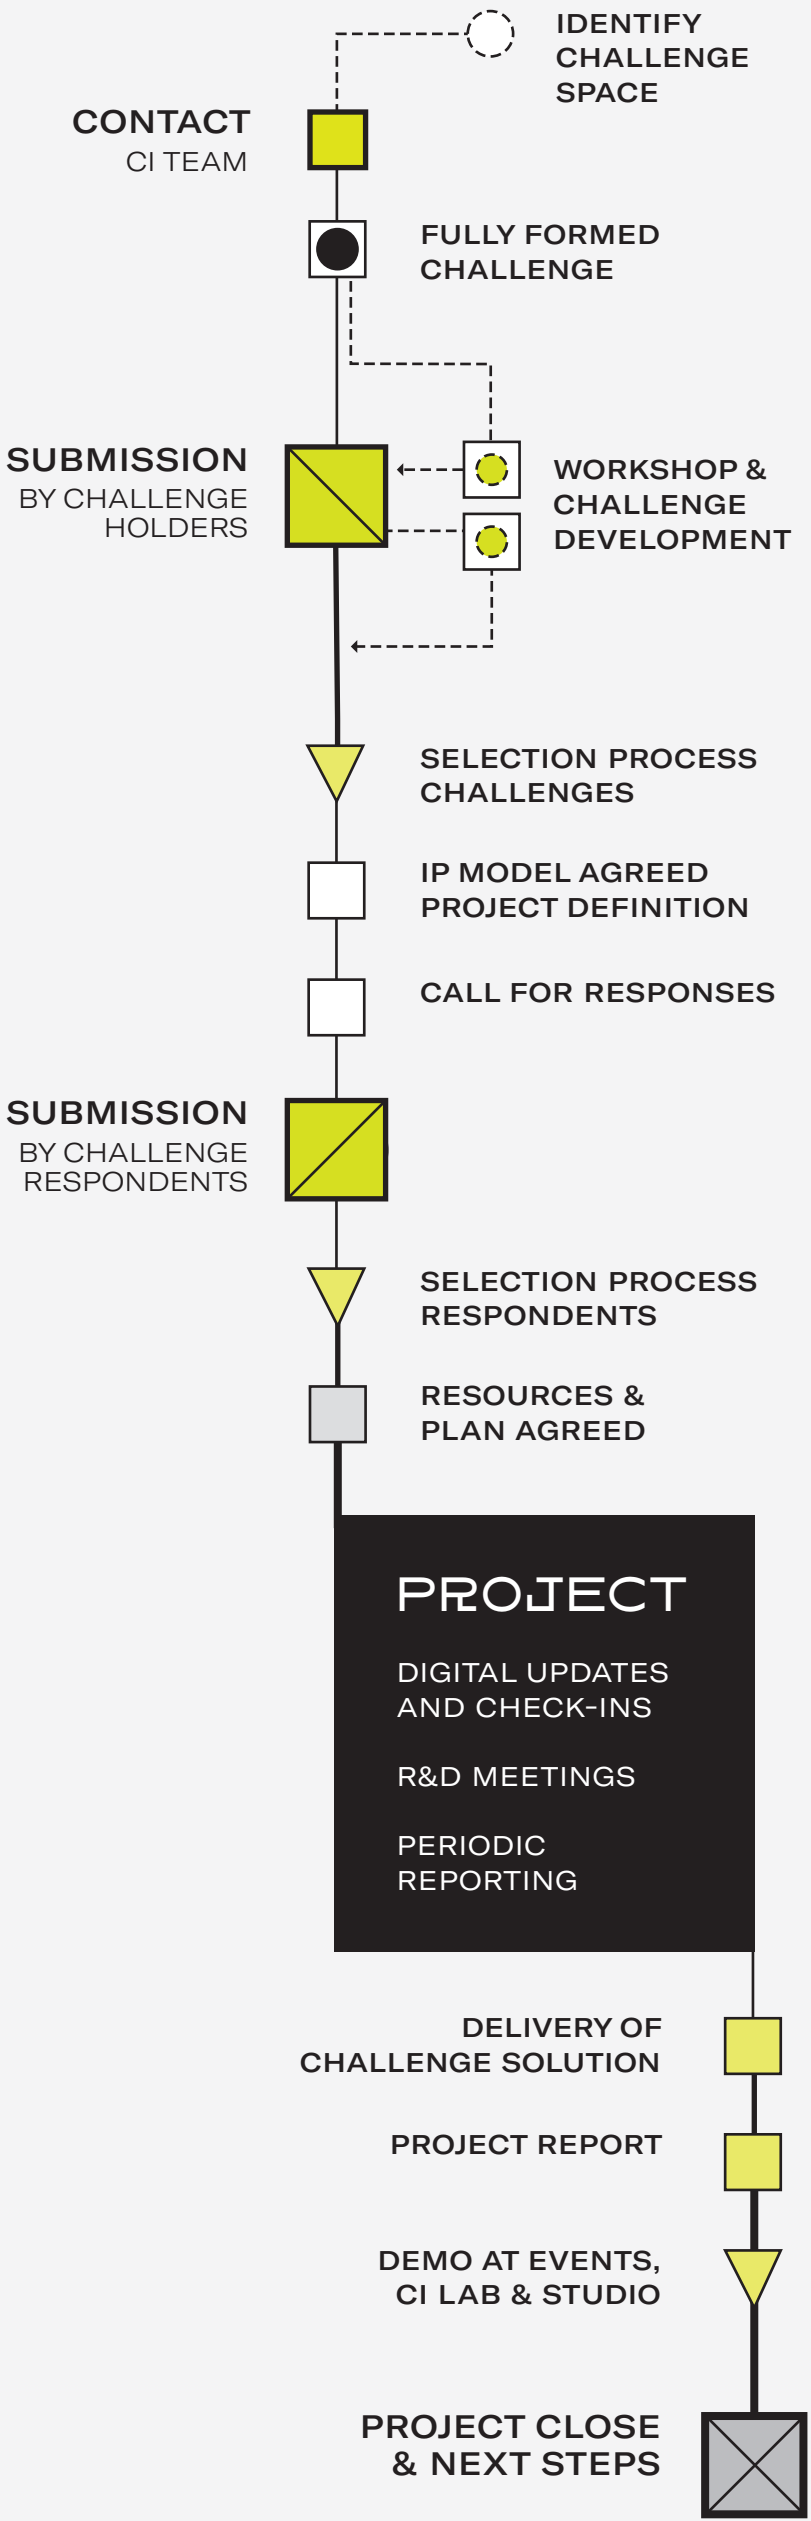 IDENTIFY
CHALLENGE
SPACE
CONTACT
CI TEAM
FULLY FORMED
CHALLENGE
SUBMISSION
BY CHALLENGE
HOLDERS
WORKSHOP &
CHALLENGE
DEVELOPMENT
SELECTION PROCESS
CHALLENGES
IP MODEL AGREED
PROJECT DEFINITION
CALL FOR RESPONSES
SUBMISSION
BY CHALLENGE
RESPONDENTS
SELECTION PROCESS
RESPONDENTS
RESOURCES &
PLAN AGREED
PROJECT
DIGITAL UPDATES
AND CHECK-INS
R&D MEETINGS
PERIODIC
REPORTING
DELIVERY OF
CHALLENGE SOLUTION
PROJECT REPORT
DEMO AT EVENTS,
CI LAB & STUDIO
PROJECT CLOSE
& NEXT STEPS